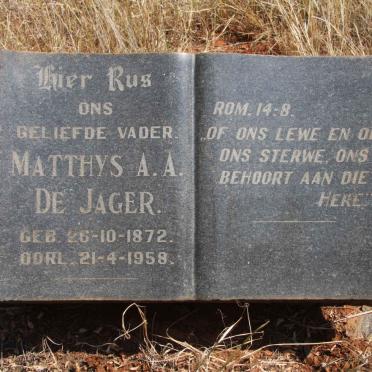 Hier Rus
ONS
GELIEFDE VADER.
MATTHYS A. A.
DE JAGER.
GEB. 26-10-1872.
OORL. 21-4-1958.
ROM. 14-8.
„OF ONS LEWE EN
ONS STERWE, ONS
BEHOORT AAN DIE
HERE.